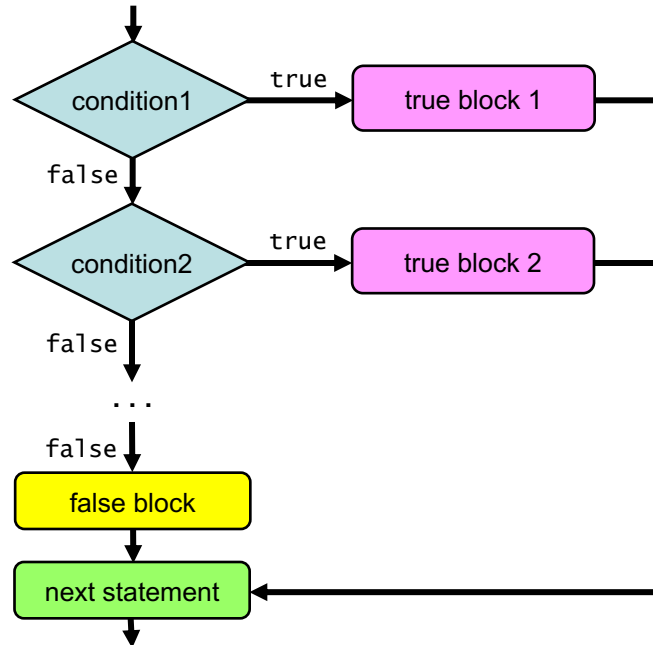 condition1
true
true block 1
false
condition2
true
true block 2
false
...
false
false block
next statement